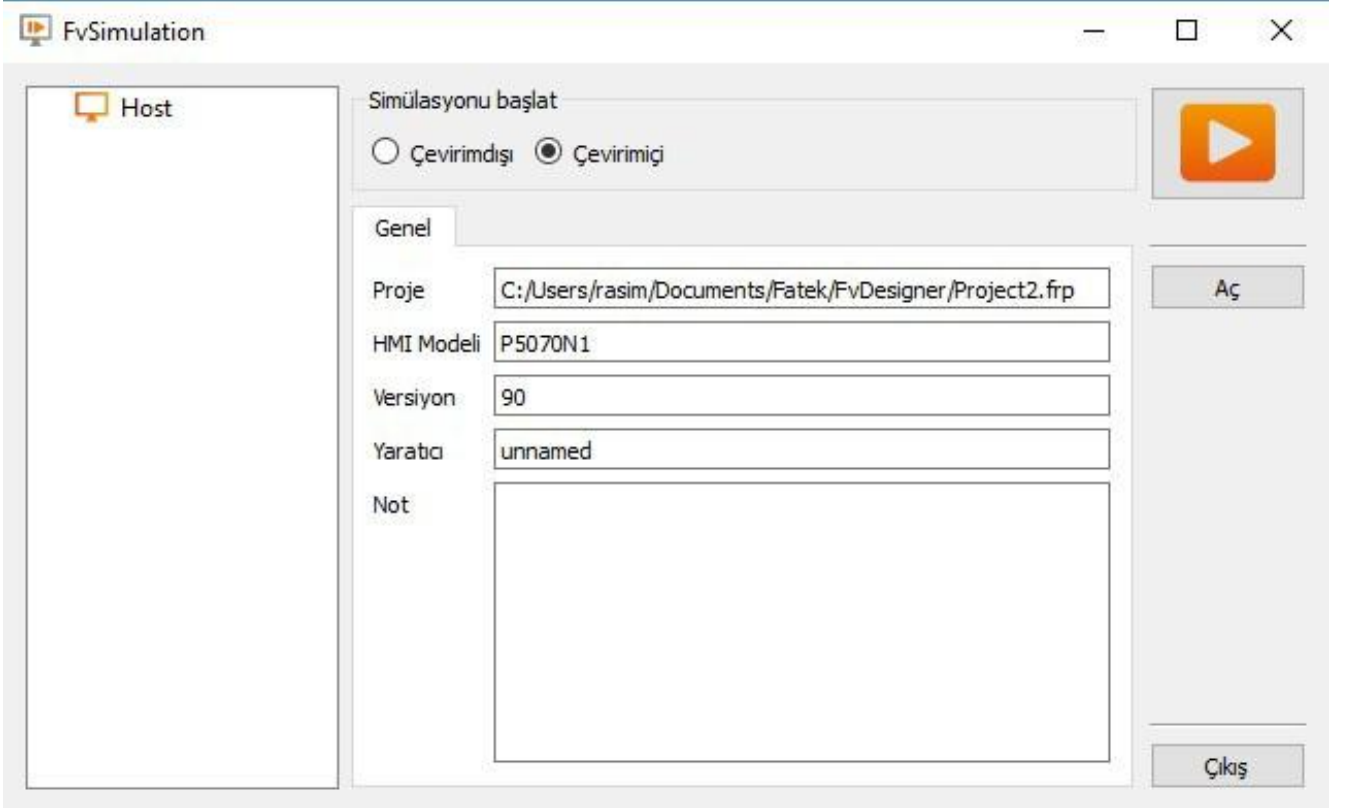 FvSimulation
Host
Simülasyonu başlat
Çevirimdışı Çevirimiçi
Genel
Proje C:/Users/rasim/Documents/Fatek/FvDesigner/Project2.frp
Aç
HMI Modeli P5070N1
Versiyon 90
Yaratıcı unnamed
Not
Çıkış